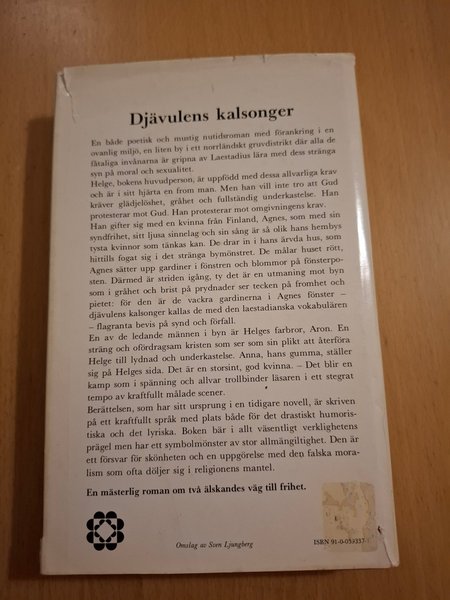 Djävulens kalsonger
En både poetisk och mustig nutidsroman med förankring i en
ovanlig miljö, en liten by i ett norrländskt gruvdistrikt där alla de
fåtaliga invånarna är gripna av Laestadius lära med dess stränga
syn på moral och sexualitet.
Helge, bokens huvudperson, är uppfödd med dessa allvarliga krav
och är i sitt hjärta en from man. Men han vill inte tro att Gud
kräver glädjelöshet, gråhet och fullständig underkastelse. Han
protesterar mot Gud. Han protesterar mot omgivningens krav.
Han gifter sig med en kvinna från Finland, Agnes, som med sin
syndfrihet, sitt ljusa sinnelag och sin sång är så olik hans hembys
tysta kvinnor som tänkas kan. De drar in i hans ärvda hus, som
hittills fogat sig i det stränga bymönstret. De målar huset rött,
Agnes sätter upp gardiner i fönstren och blommor på fönsterpo-
sten. Därmed är striden igång, ty det är en utmaning mot byn
som i gråhet och brist på prydnader ser tecken på fromhet och
pietet: för den är de vackra gardinerna i Agnes fönster –
djävulens kalsonger kallas de med den laestadianska vokabulären
– flagranta bevis på synd och förfall.
En av de ledande männen i byn är Helges farbror, Aron. En
sträng och ofördragsam kristen som ser som sin plikt att återföra
Helge till lydnad och underkastelse. Anna, hans gumma, ställer
sig på Helges sida. Det är en storsint, god kvinna. – Det blir en
kamp som i spänning och allvar trollbinder läsaren i ett stegrat
tempo av kraftfullt målade scener.
Berättelsen, som har sitt ursprung i en tidigare novell, är skriven
på ett kraftfullt språk med plats både för det drastiskt humoris-
tiska och det lyriska. Boken bär i allt väsentligt verklighetens
prägel men har ett symbolmönster av stor allmängiltighet. Den är
ett försvar för skönheten och en uppgörelse med den falska mora-
lism som ofta döljer sig i religionens mantel.
En mästerlig roman om två älskandes väg till frihet.
Omslag av Sven Ljungberg
ISBN 91-0-039337-